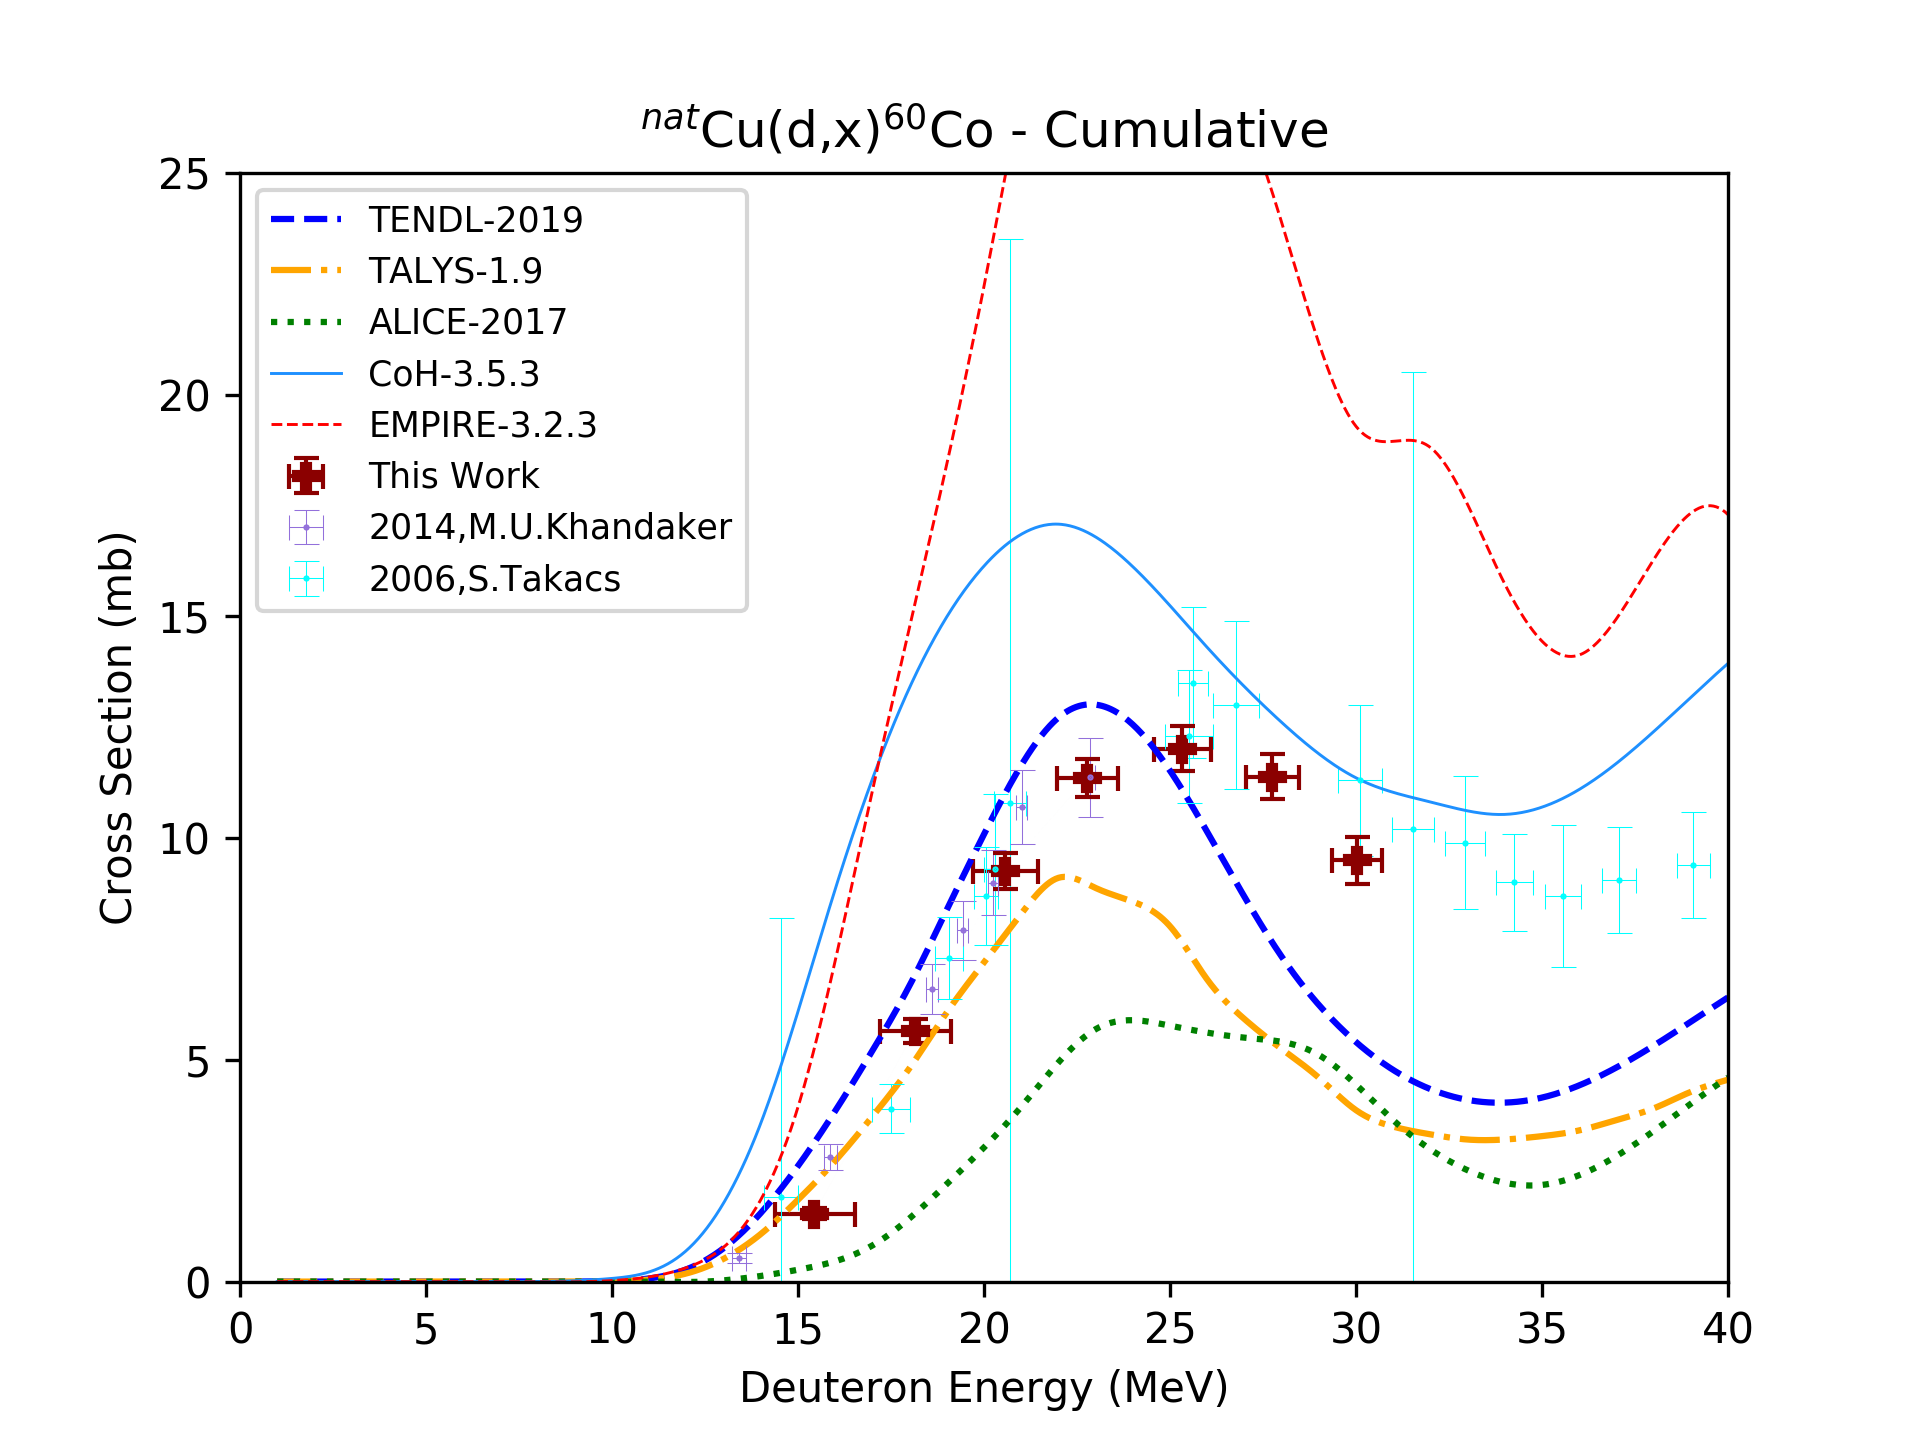 natCu(d,x)60Co - Cumulative
25
20
15
10
5
0
Cross Section (mb)
TENDL-2019
TALYS-1.9
ALICE-2017
CoH-3.5.3
EMPIRE-3.2.3
This Work
2014,M.U.Khandaker
2006,S.Takacs
0 5 10 15 20 25 30 35 40
Deuteron Energy (MeV)